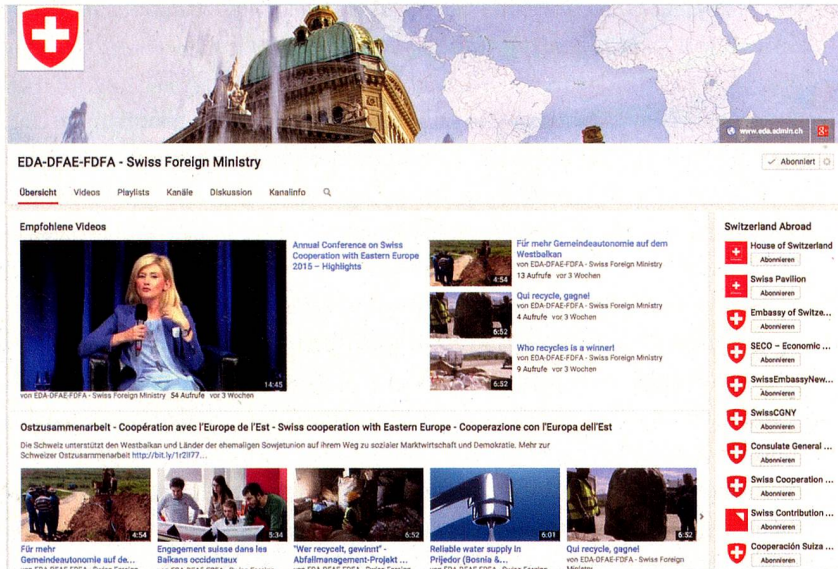 www.eda.admin.ch
EDA-DFAE-FDFA - Swiss Foreign Ministry
Abonniert
Übersicht Videos Playlists Kanäle Diskussion Kanalinfo
Empfohlene Videos
Annual Conference on Swiss
Cooperation with Eastern Europe
2015 – Highlights
14:45
von EDA-DFAE-FDFA - Swiss Foreign Ministry 54 Aufrufe vor 3 Wochen
Für mehr Gemeindeautonomie auf dem
Westbalkan
von EDA-DFAE-FDFA - Swiss Foreign Ministry
13 Aufrufe vor 3 Wochen
4:54
Qui recycle, gagne!
von EDA-DFAE-FDFA - Swiss Foreign Ministry
4 Aufrufe vor 3 Wochen
6:52
Who recycles is a winner!
von EDA-DFAE-FDFA - Swiss Foreign Ministry
9 Aufrufe vor 3 Wochen
6:52
Ostzusammenarbeit - Coopération avec l'Europe de l'Est - Swiss cooperation with Eastern Europe - Cooperazione con l'Europa dell'Est
Die Schweiz unterstützt den Westbalkan und Länder der ehemaligen Sowjetunion auf ihrem Weg zu sozialer Marktwirtschaft und Demokratie. Mehr zur
Schweizer Ostzusammenarbeit
4:54
Für mehr
Gemeindeautonomie auf de...
5:34
Engagement suisse dans les
Balkans occidentaux
6:52
"Wer recycelt, gewinnt" -
Abfallmanagement-Projekt ...
6:01
Reliable water supply in
Prijedor (Bosnia &...
6:52
Qui recycle, gagne!
von EDA-DFAE-FDFA - Swiss Foreign
Switzerland Abroad
House of Switzerland
Abonnieren
Swiss Pavilion
Abonnieren
Embassy of Switze...
Abonnieren
SECO – Economic ...
Abonnieren
SwissEmbassyNew...
Abonnieren
SwissCGNY
Abonnieren
Consulate General ...
Abonnieren
Swiss Cooperation ...
Abonnieren
Swiss Contribution ...
Abonnieren
Cooperación Suiza ...
Abonnieren